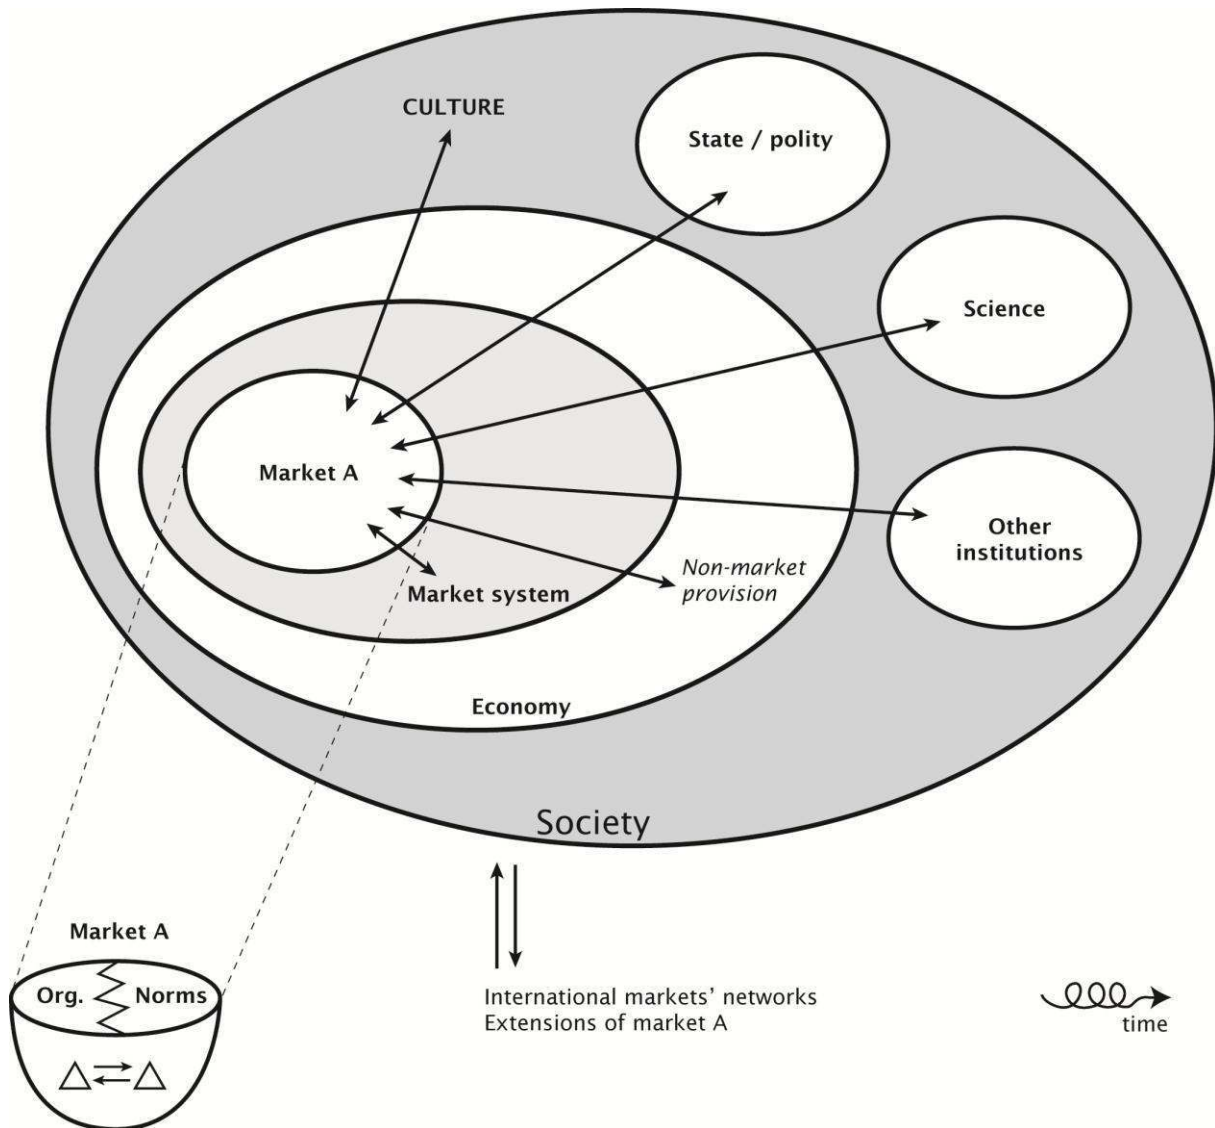 CULTURE
State / polity
Science
Market A
Other
institutions
Non-market
provision
Market system
Economy
Society
Market A
Org.
Norms
International markets’ networks
Extensions of market A
time